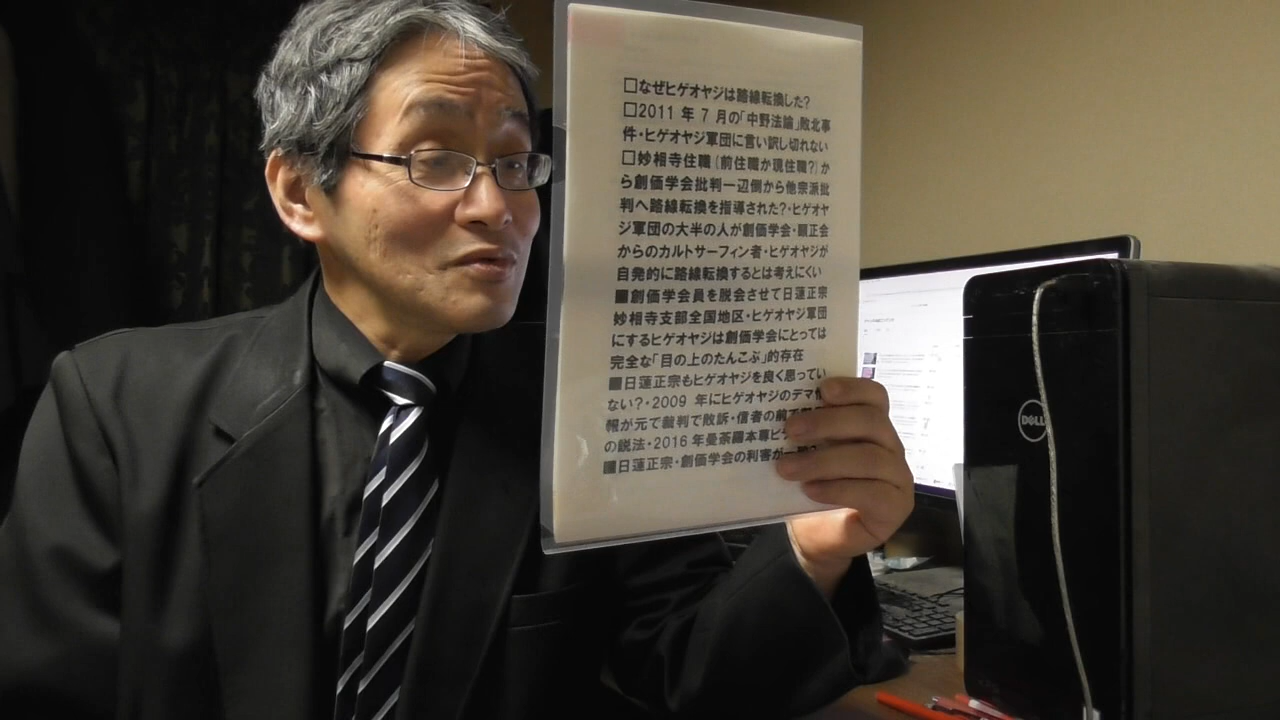 □なぜヒゲオヤジは路線転換した?
□2011 年 7 月の「中野法論」敗北事
件・ヒゲオヤジ軍団に言い訳し切れない
□妙相寺住職(前住職か現住職?)か
ら創価学会批判一辺倒から他宗派批
判へ路線転換を指導された?・ヒゲオヤ
ジ軍団の大半の人が創価学会・顕正会
からのカルトサーフィン者・ヒゲオヤジが
自発的に路線転換するとは考えにくい
■創価学会員を脱会させて日蓮正宗
妙相寺支部全国地区・ヒゲオヤジ軍団
にするヒゲオヤジは創価学会にとっては
完全な「目の上のたんこぶ」的存在
■日蓮正宗もヒゲオヤジを良く思ってい
ない?・2009 年にヒゲオヤジのデマ情
報が元で裁判で敗訴・信者の前で
の説法・2016 年曼荼羅本尊ビ
■日蓮正宗・創価学会の利害が一
DELL